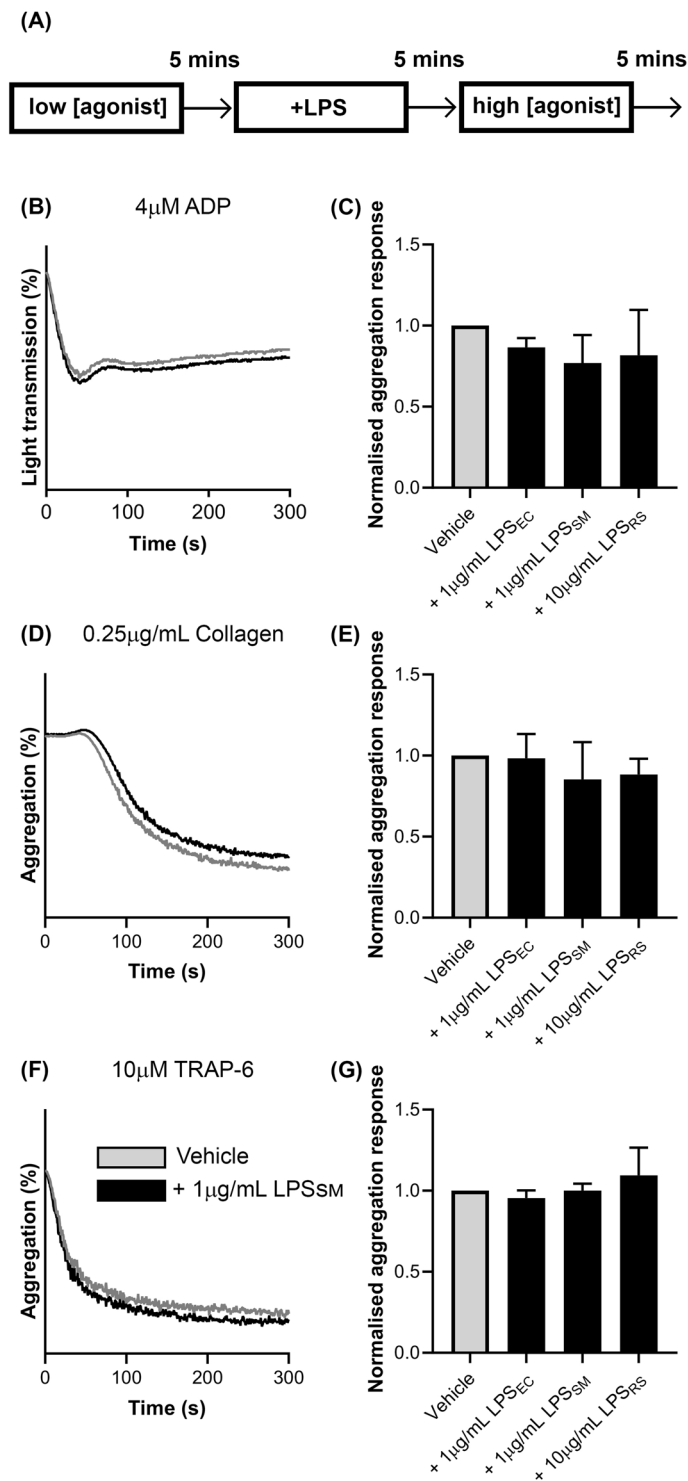 (A)
5 mins 5 mins 5 mins
low [agonist] +LPS high [agonist]
(B) 4μM ADP
Light transmission (%)
0 100 200 300
Time (s)
(C)
Normalised aggregation response
1.5
1.0
0.5
0.0
Vehicle
+ 1μg/mL LPSEC
+ 1μg/mL LPSSM
+ 10μg/mL LPSRS
(D) 0.25μg/mL Collagen
Aggregation (%)
0 100 200 300
Time (s)
(E)
Normalised aggregation response
1.5
1.0
0.5
0.0
Vehicle
+ 1μg/mL LPSEC
+ 1μg/mL LPSSM
+ 10μg/mL LPSRS
(F) 10μM TRAP-6
Aggregation (%)
Vehicle
+ 1μg/mL LPSSM
0 100 200 300
Time (s)
(G)
Normalised aggregation response
1.5
1.0
0.5
0.0
Vehicle
+ 1μg/mL LPSEC
+ 1μg/mL LPSSM
+ 10μg/mL LPSRS